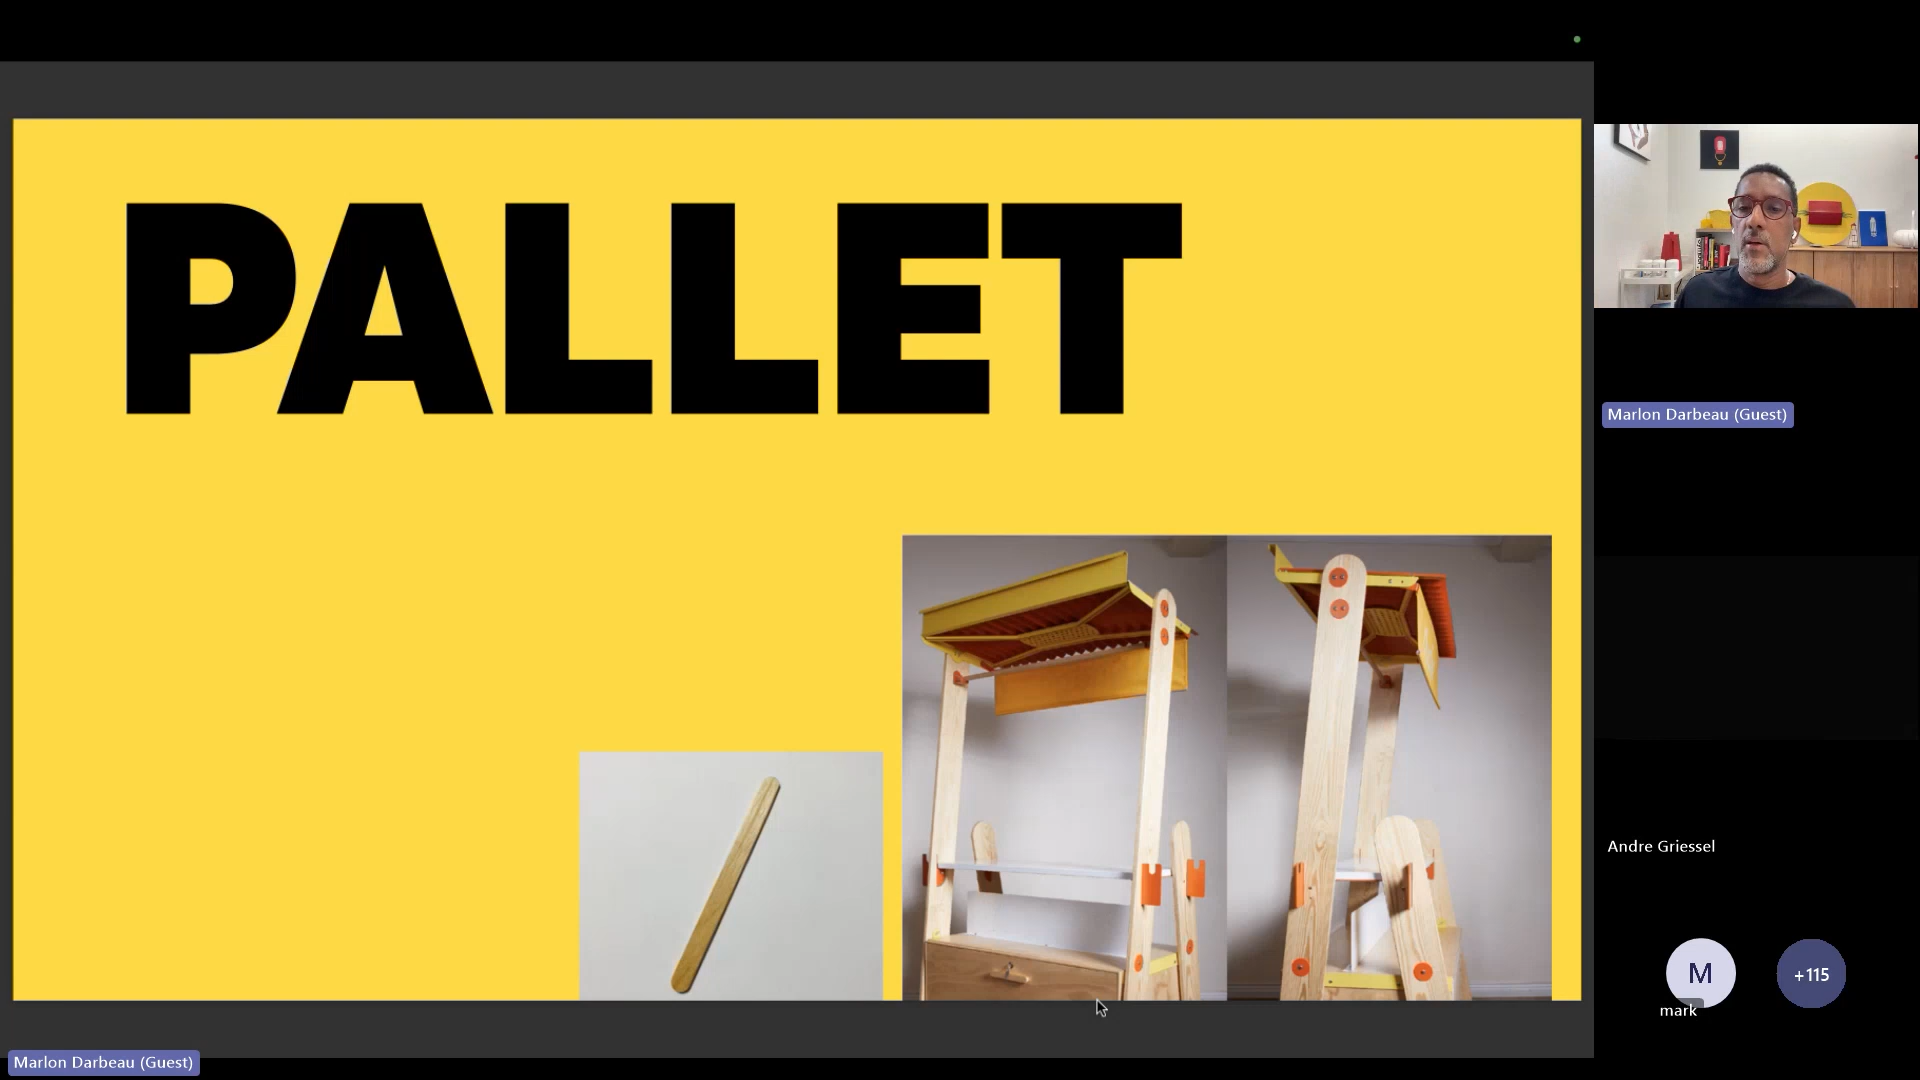 PALLET
Marlon Darbeau (Guest)
Andre Griessel
M
+115
mark
Marlon Darbeau (Guest)